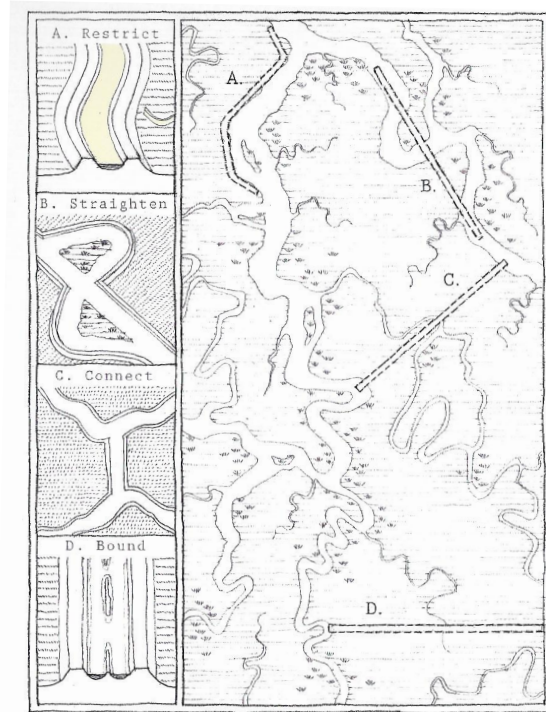 A. Restrict
B. Straighten
C. Connect
D. Bound
A.
B.
C.
D.